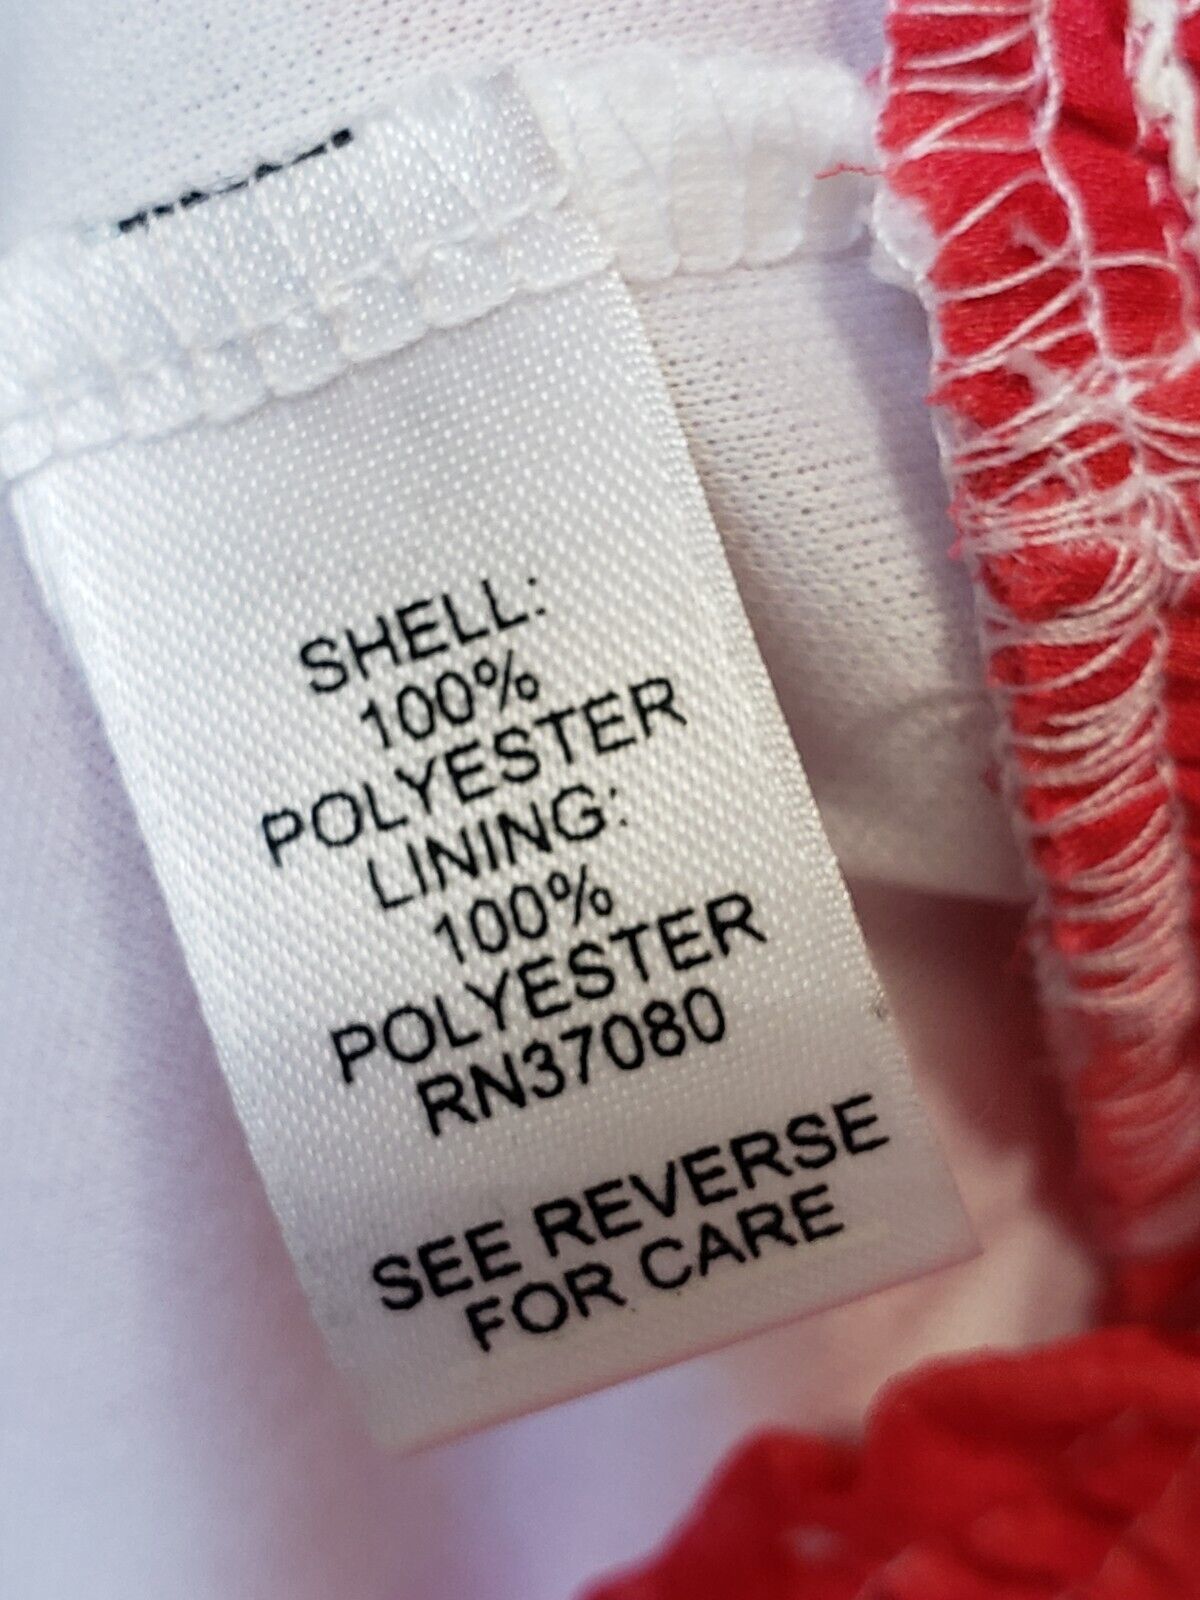 SHELL:
100%
POLYESTER
LINING:
100%
POLYESTER
RN37080
SEE REVERSE
FOR CARE